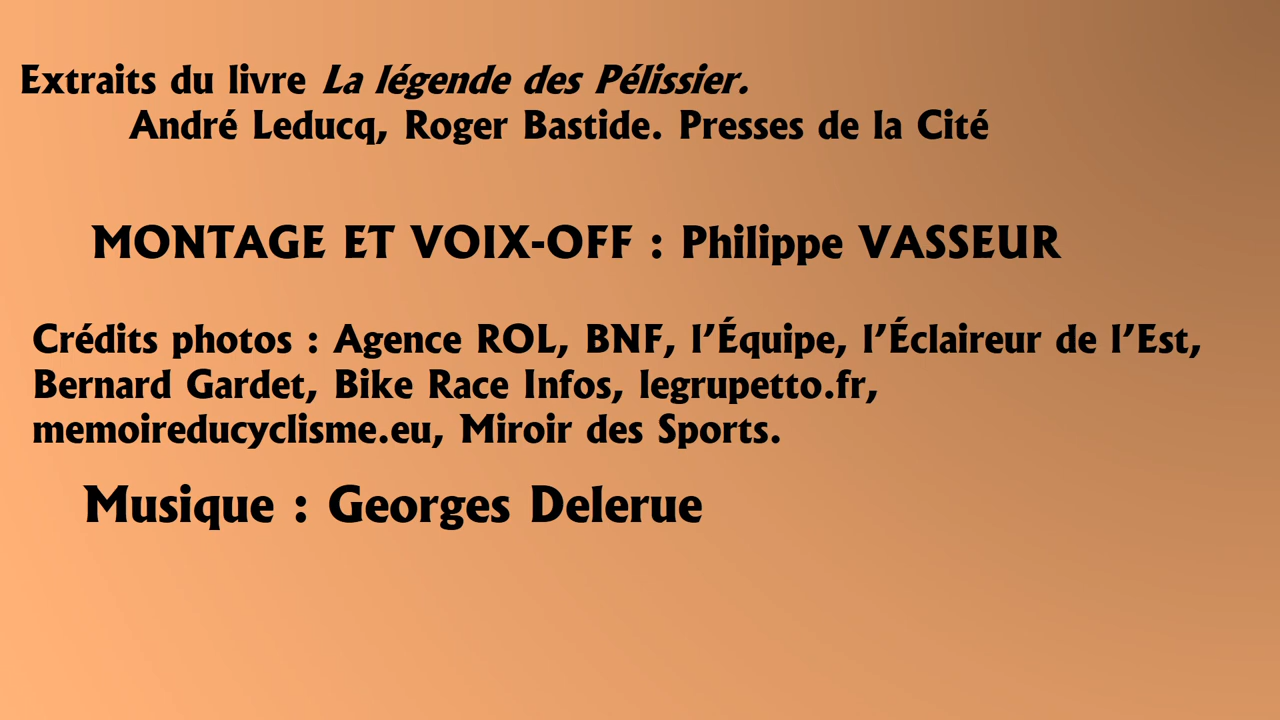 Extraits du livre La légende des Pélissier.
André Leducq, Roger Bastide. Presses de la Cité
MONTAGE ET VOIX-OFF : Philippe VASSEUR
Crédits photos : Agence ROL, BNF, l’Équipe, l’Éclaireur de l’Est,
Bernard Gardet, Bike Race Infos, legrupetto.fr,
memoireducyclisme.eu, Miroir des Sports.
Musique : Georges Delerue